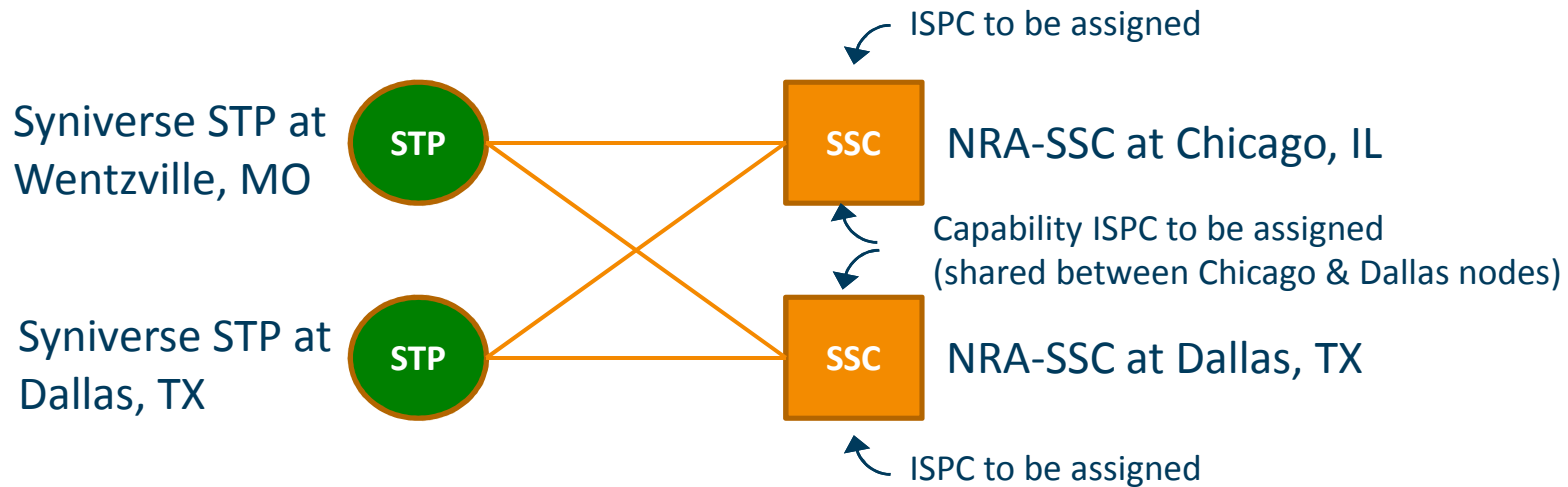 ISPC to be assigned
Syniverse STP at
Wentzville, MO
STP
SSC
NRA-SSC at Chicago, IL
Capability ISPC to be assigned
(shared between Chicago & Dallas nodes)
Syniverse STP at
Dallas, TX
STP
SSC
NRA-SSC at Dallas, TX
ISPC to be assigned